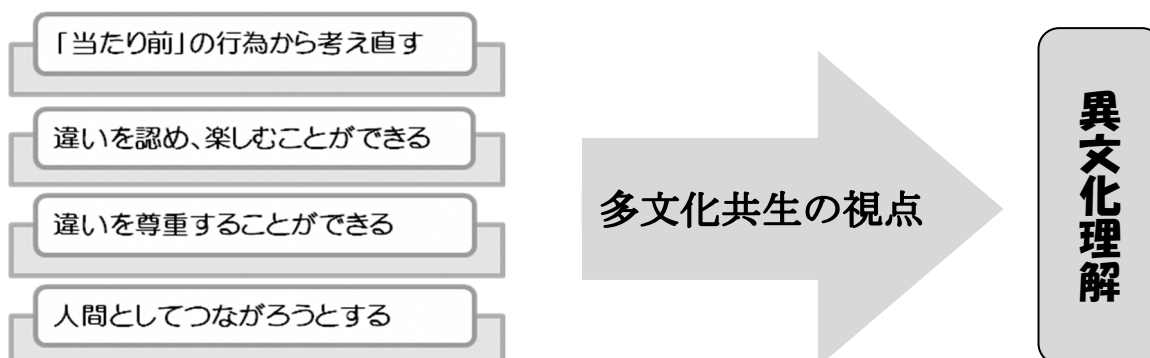 「当たり前」の行為から考え直す
違いを認め、楽しむことができる
違いを尊重することができる
人間としてつながろうとする
多文化共生の視点
異文化理解